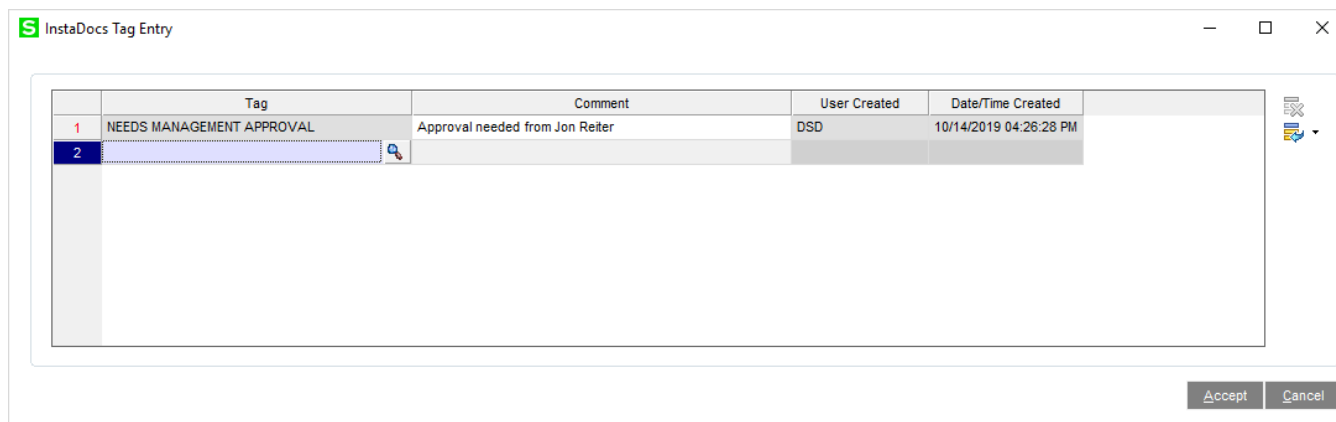 S InstaDocs Tag Entry
Tag Comment User Created Date/Time Created
1 NEEDS MANAGEMENT APPROVAL Approval needed from Jon Reiter DSD 10/14/2019 04:26:28 PM
2
Accept Cancel